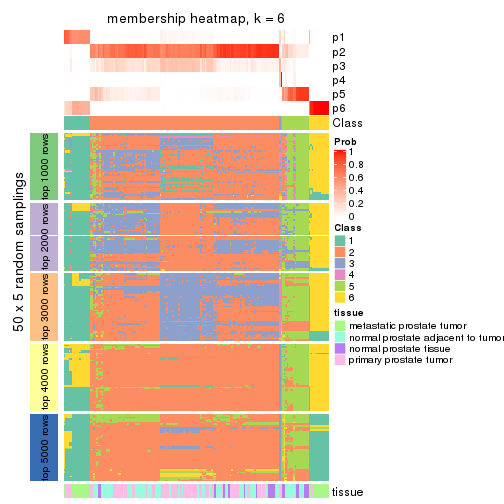 membership heatmap, k = 6
p1
p2
p3
p4
p5
p6
Class
50 x 5 random samplings
top 1000 rows
top 2000 rows
top 3000 rows
top 4000 rows
top 5000 rows
Prob
1
0.8
0.6
0.4
0.2
0
Class
1
2
3
4
5
6
tissue
metastatic prostate tumor
normal prostate adjacent to tumor
normal prostate tissue
primary prostate tumor
tissue